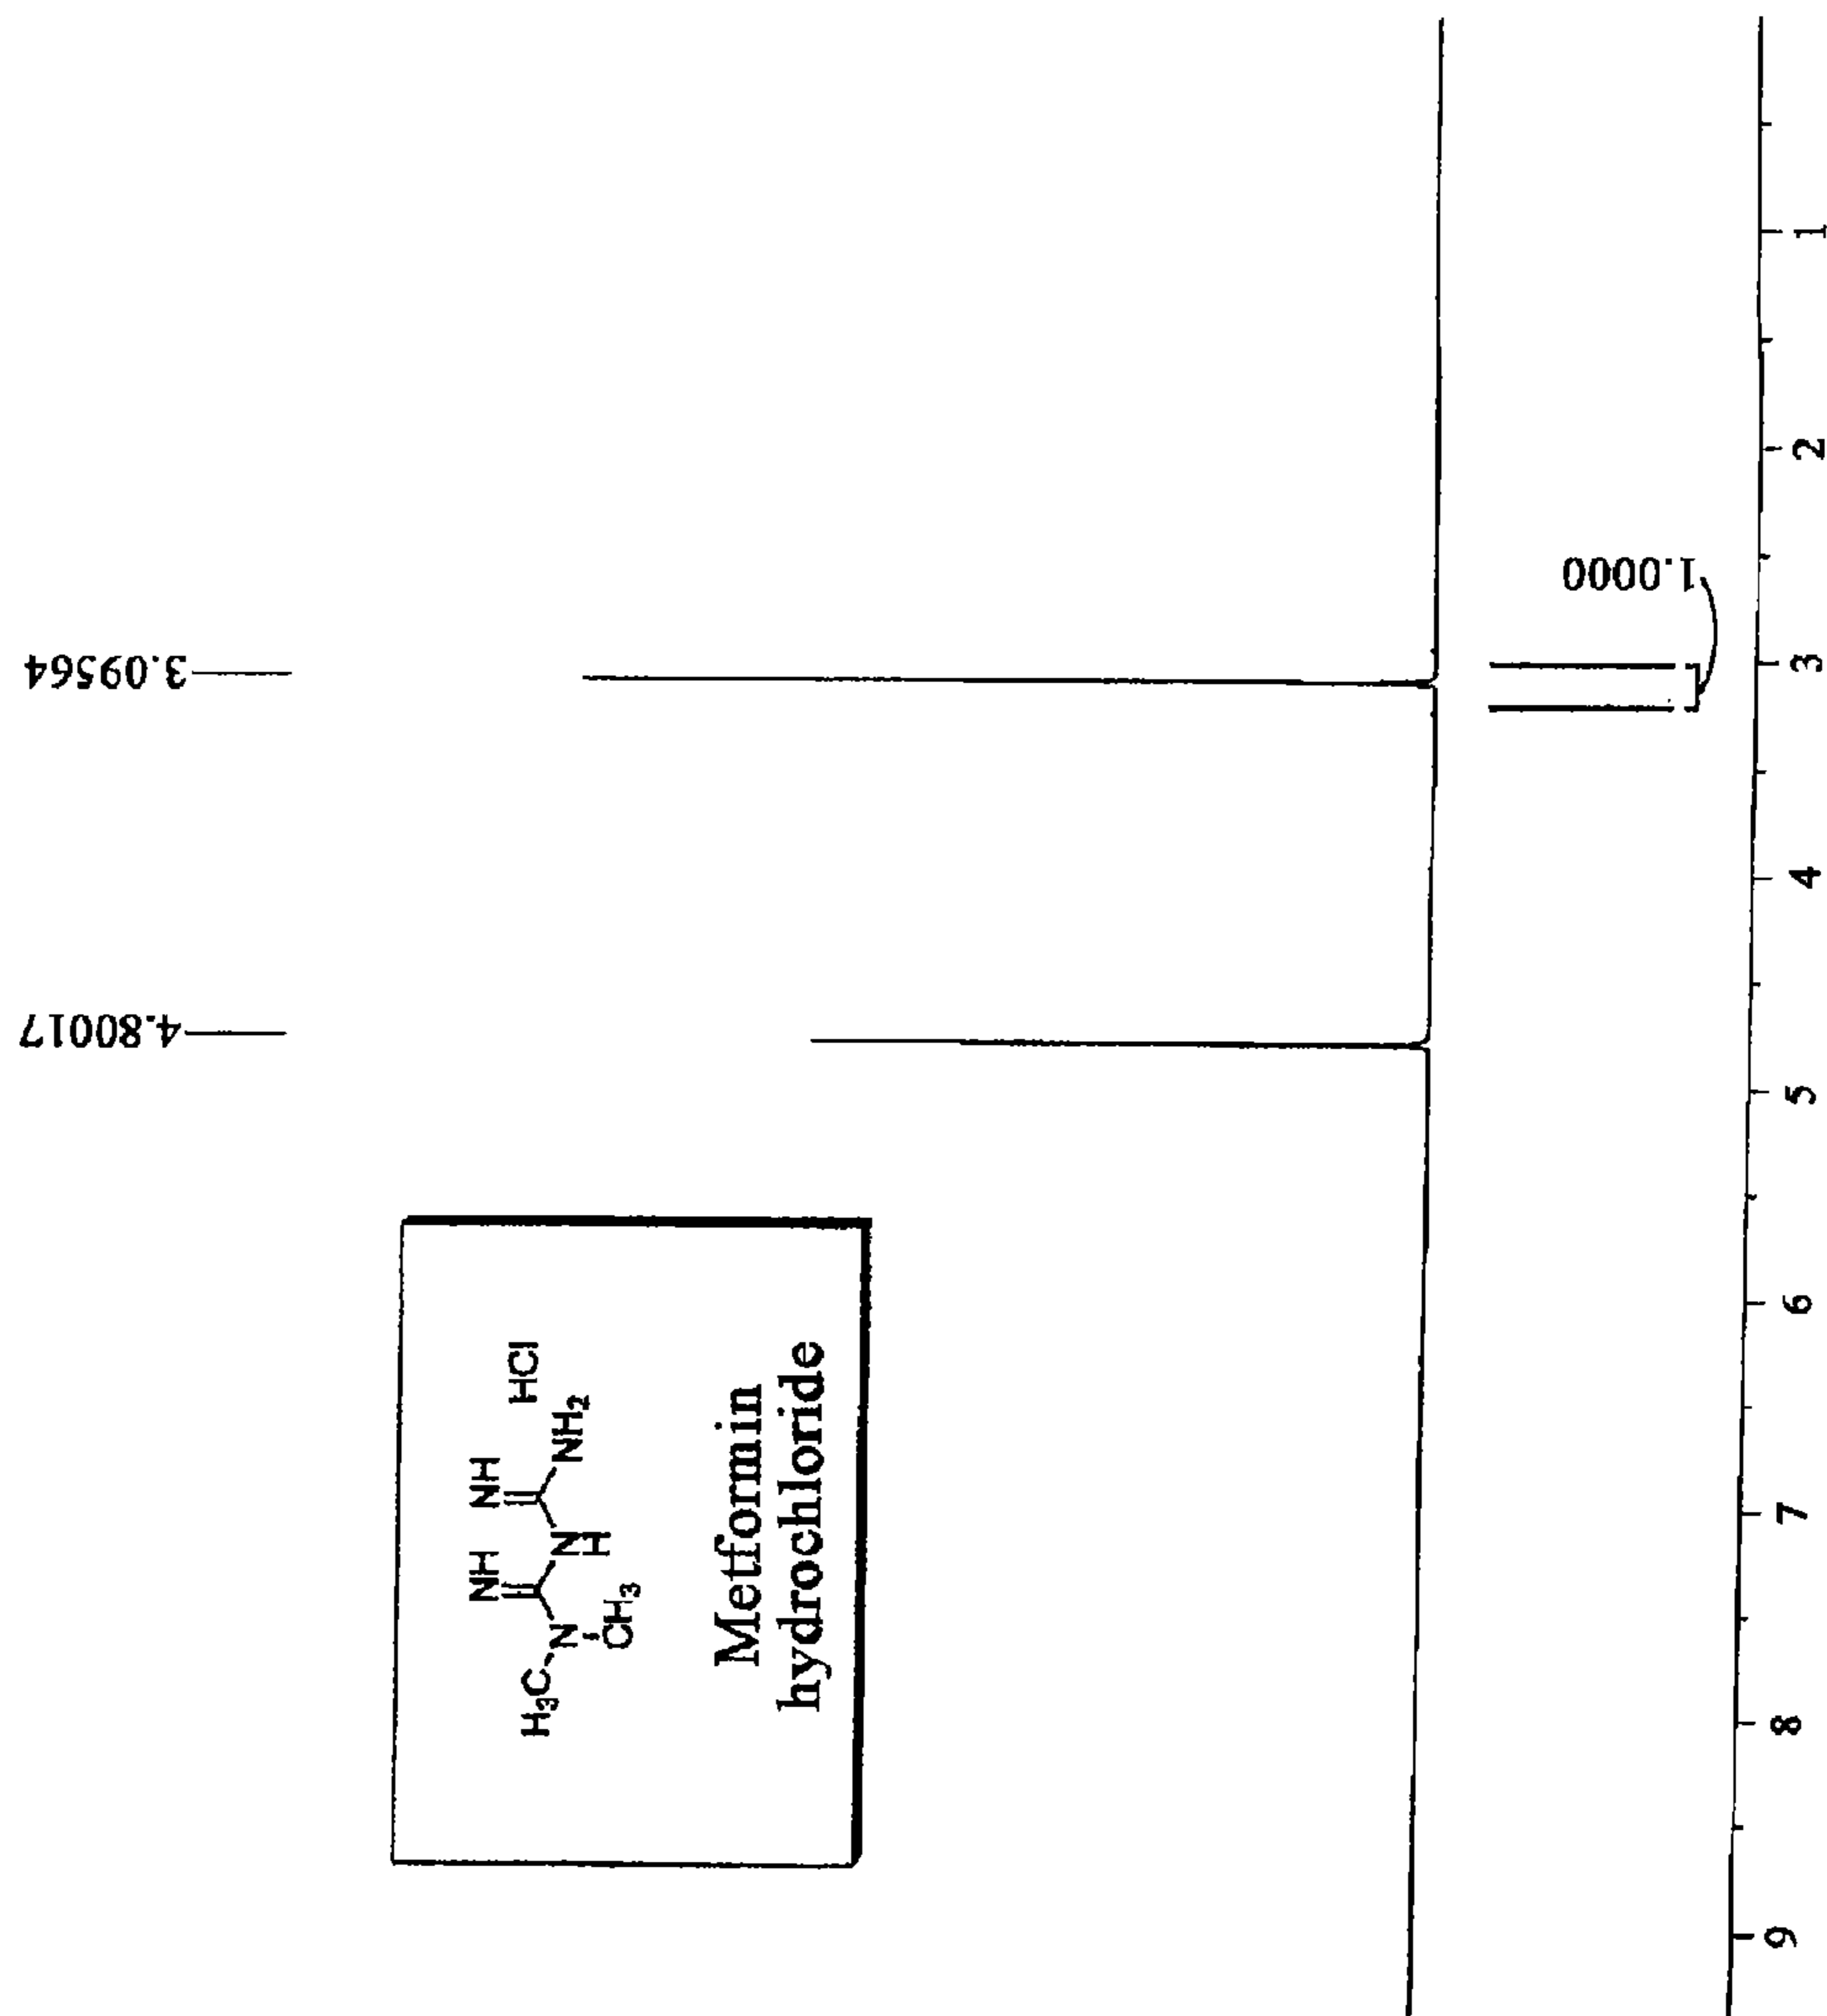 3.09564
4.80017
1.0000
NH NH HCl
H3C N N NH2
CH3 H
Metformin
hydrochloride
9 8 7 6 5 4 3 2 1